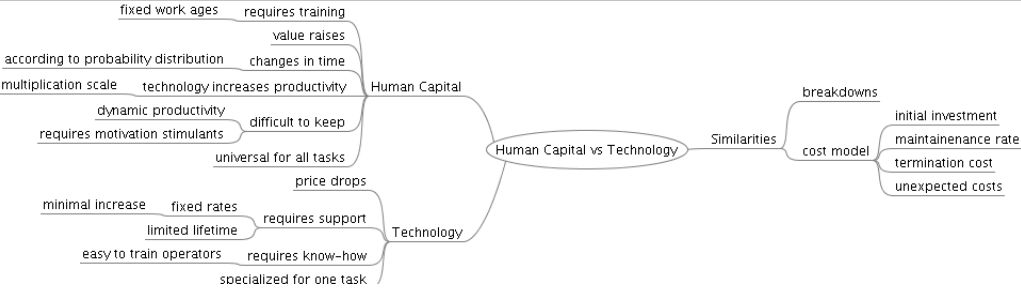 Human Capital vs Technology
Human Capital
requires training
fixed work ages
value raises
changes in time
according to probability distribution
technology increases productivity
multiplication scale
difficult to keep
dynamic productivity
requires motivation stimulants
universal for all tasks
Technology
price drops
requires support
fixed rates
minimal increase
limited lifetime
requires know-how
easy to train operators
specialized for one task
Similarities
breakdowns
cost model
initial investment
maintainenance rate
termination cost
unexpected costs